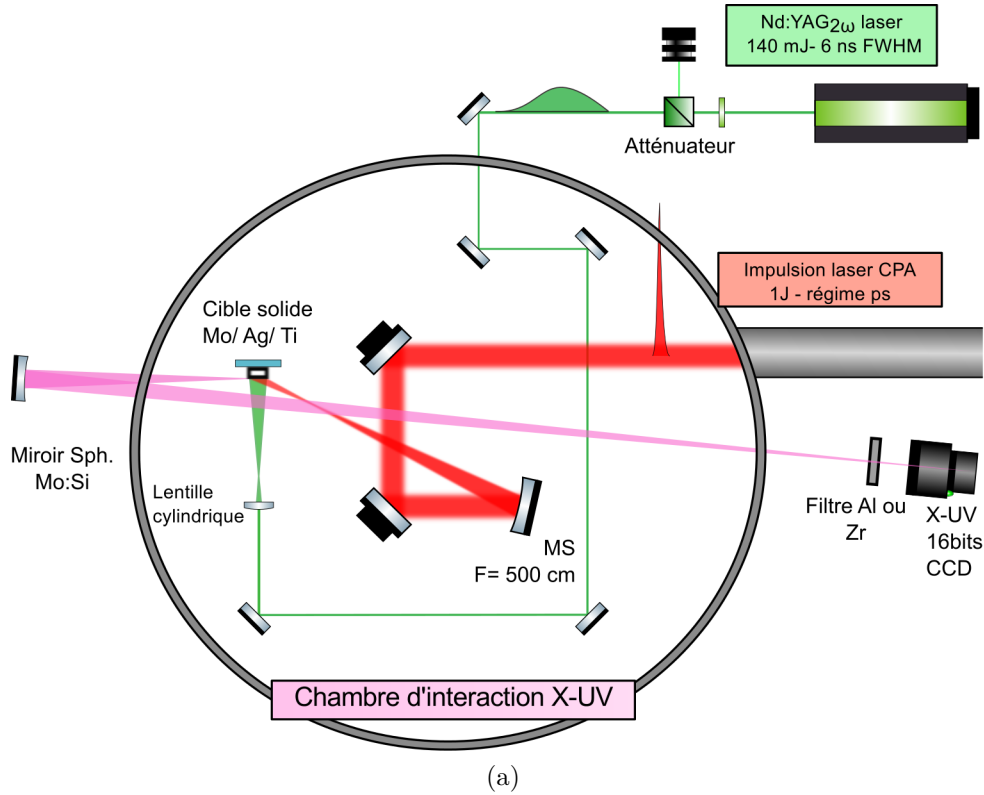 Nd:YAG2ω laser
140 mJ- 6 ns FWHM
Atténuateur
Impulsion laser CPA
1J - régime ps
Cible solide
Mo/ Ag/ Ti
Miroir Sph.
Mo:Si
Lentille
cylindrique
MS
F= 500 cm
Filtre Al ou
Zr
X-UV
16bits
CCD
Chambre d'interaction X-UV
(a)